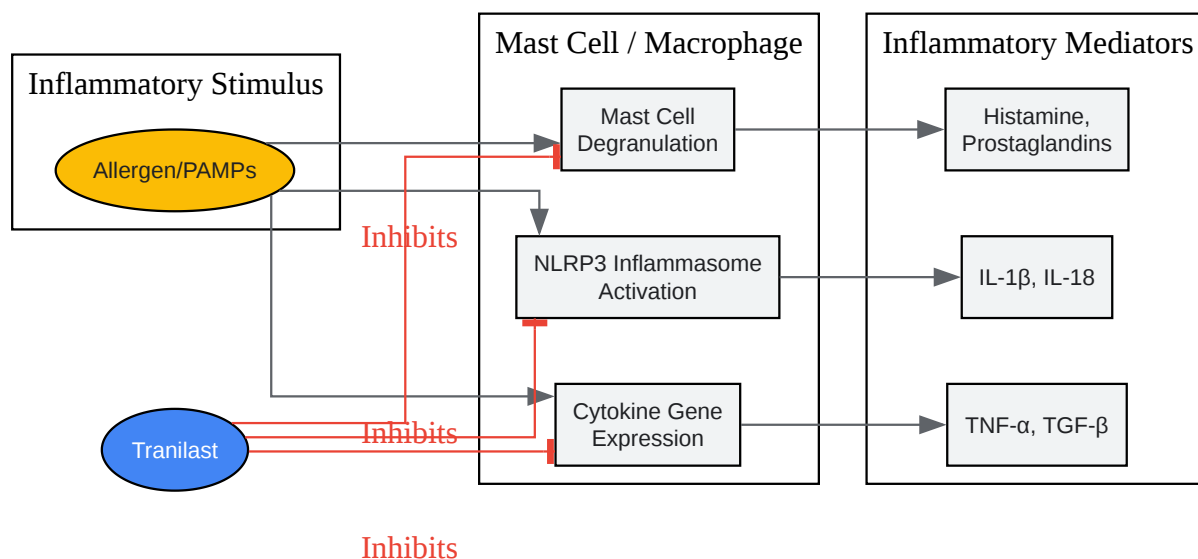 Inflammatory Stimulus
Allergen/PAMPs
Tranilast
Inhibits
Inhibits
Inhibits
Mast Cell / Macrophage
Mast Cell
Degranulation
NLRP3 Inflammasome
Activation
Cytokine Gene
Expression
Inflammatory Mediators
Histamine,
Prostaglandins
IL-1β, IL-18
TNF-α, TGF-β